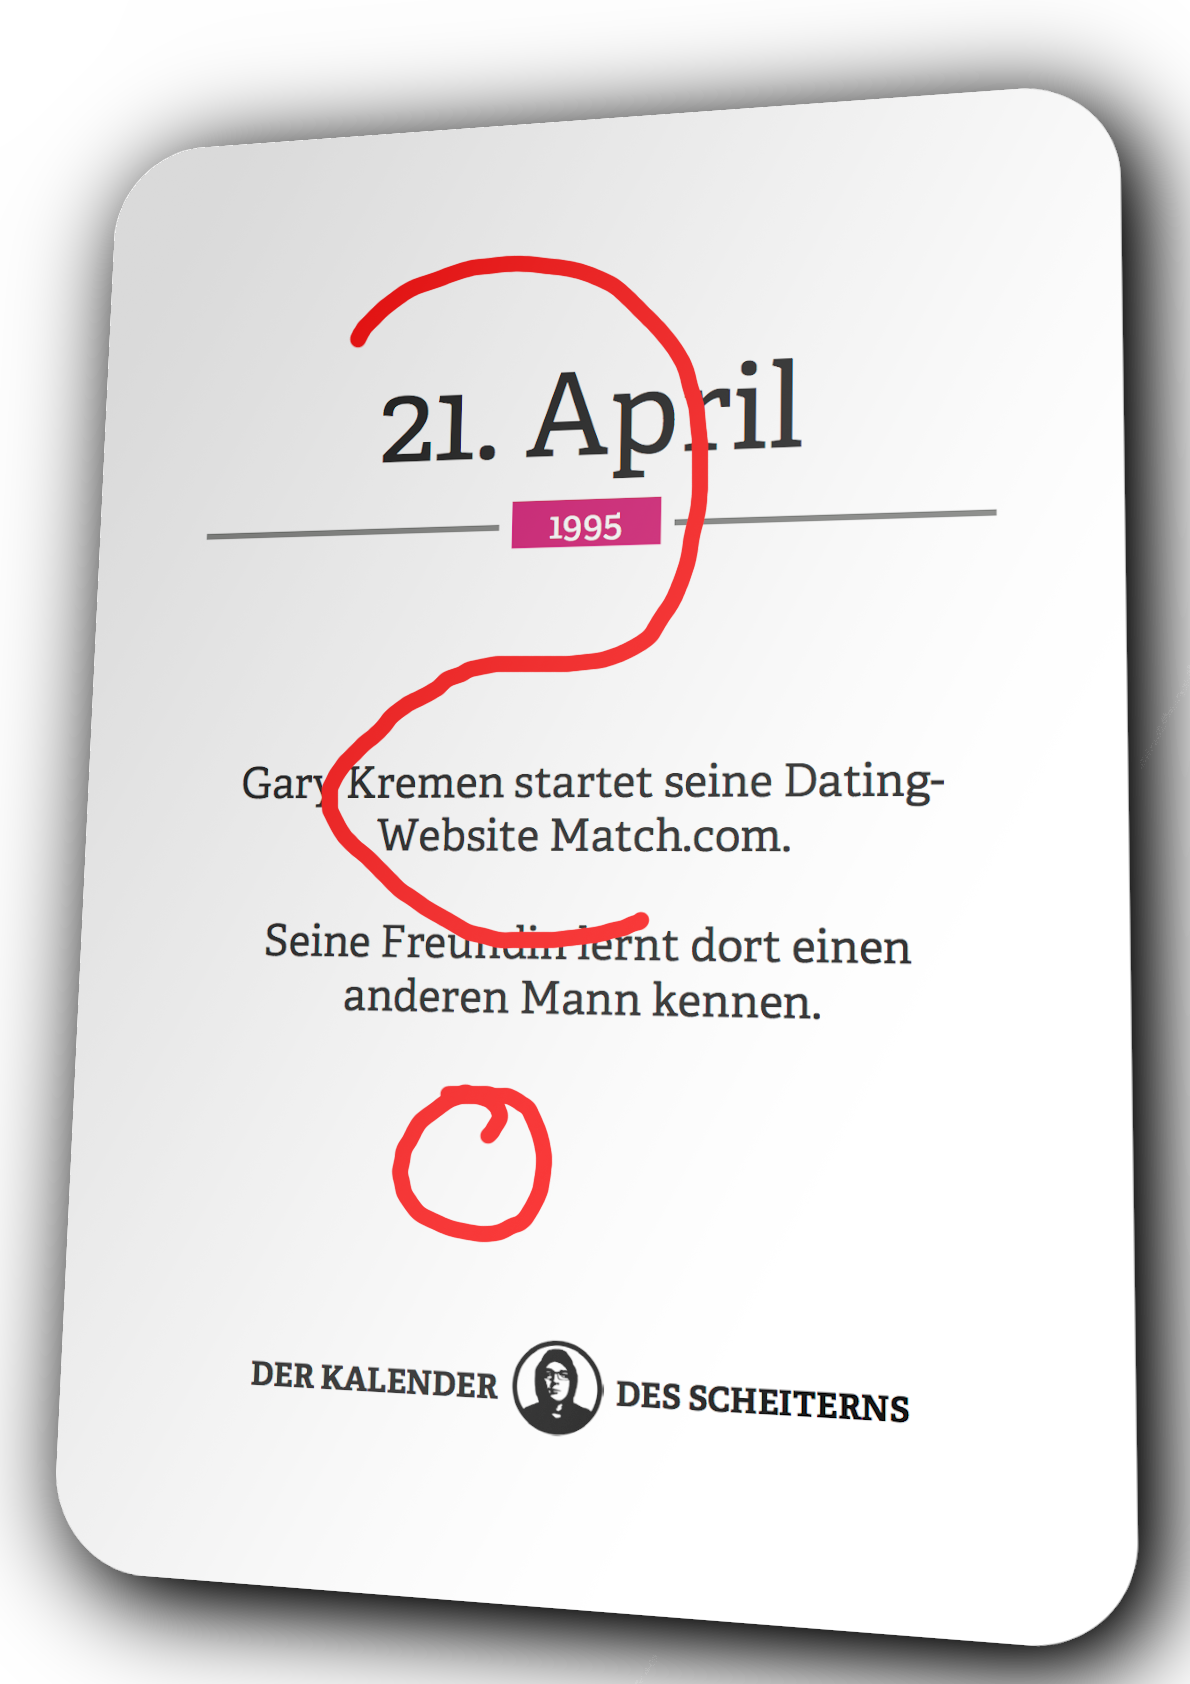 21. April
1995
Gary Kremen startet seine Dating-
Website Match.com.
Seine Freundin lernt dort einen
anderen Mann kennen.
DER KALENDER DES SCHEITERNS